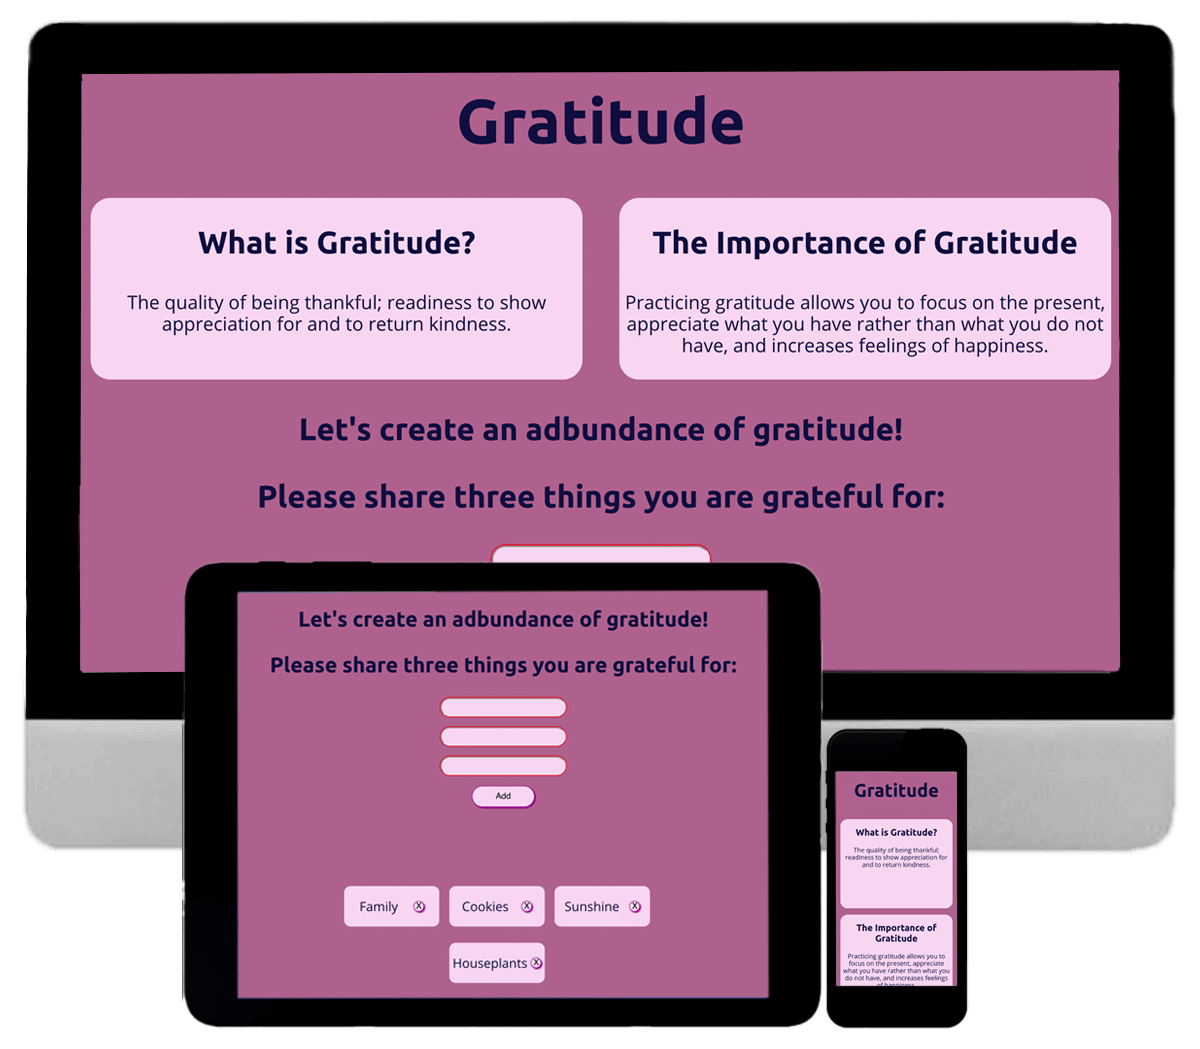 Gratitude
What is Gratitude?
The quality of being thankful; readiness to show
appreciation for and to return kindness.
The Importance of Gratitude
Practicing gratitude allows you to focus on the present,
appreciate what you have rather than what you do not
have, and increases feelings of happiness.
Let's create an adbundance of gratitude!
Please share three things you are grateful for:
Let's create an adbundance of gratitude!
Please share three things you are grateful for:
Add
Family X
Cookies X
Sunshine X
Houseplants X
Gratitude
What is Gratitude?
The quality of being thankful;
readiness to show appreciation for
and to return kindness.
The Importance of
Gratitude
Practicing gratitude allows you to
focus on the present, appreciate
what you have rather than what you
do not have, and increases feelings
of happiness.